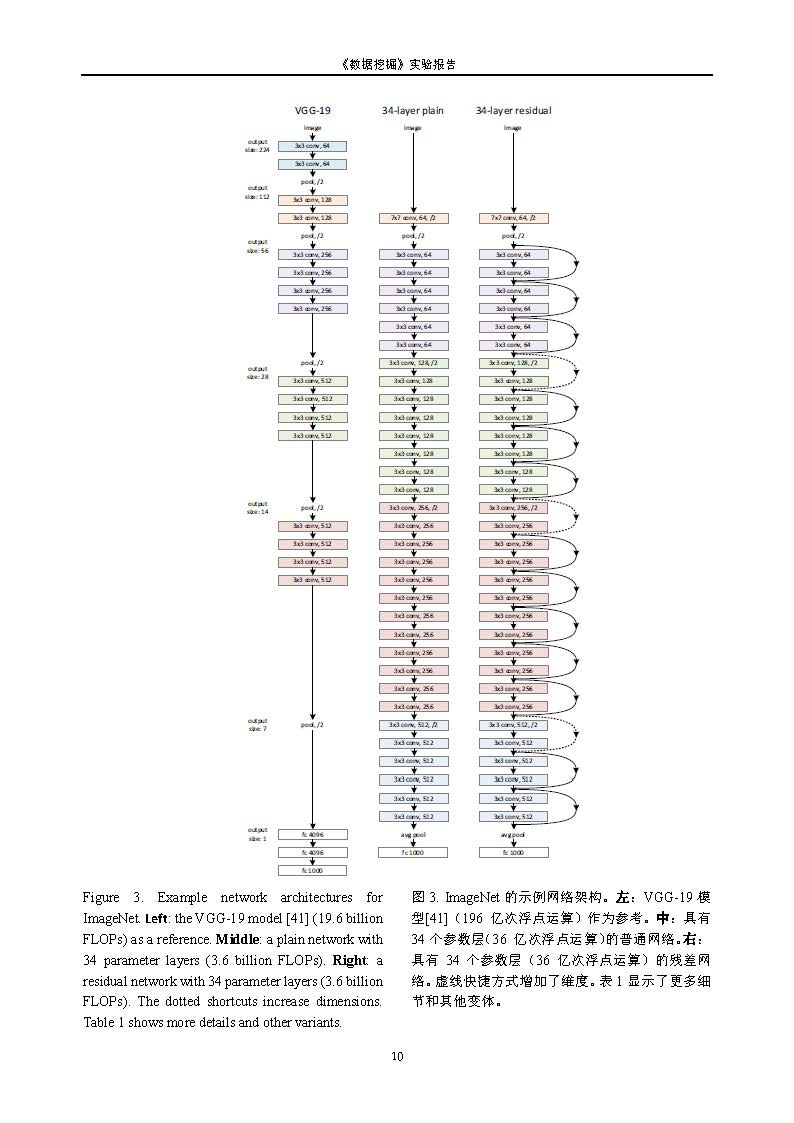 《数据挖掘》实验报告
VGG-19
image
output
size: 224
3x3 conv, 64
3x3 conv, 64
pool, /2
output
size: 112
3x3 conv, 128
3x3 conv, 128
pool, /2
output
size: 56
3x3 conv, 256
3x3 conv, 256
3x3 conv, 256
3x3 conv, 256
pool, /2
output
size: 28
3x3 conv, 512
3x3 conv, 512
3x3 conv, 512
3x3 conv, 512
output
size: 14
pool, /2
3x3 conv, 512
3x3 conv, 512
3x3 conv, 512
3x3 conv, 512
output
size: 7
pool, /2
output
size: 1
fc 4096
fc 4096
fc 1000
34-layer plain
image
7x7 conv, 64, /2
pool, /2
3x3 conv, 64
3x3 conv, 64
3x3 conv, 64
3x3 conv, 64
3x3 conv, 64
3x3 conv, 64
3x3 conv, 128, /2
3x3 conv, 128
3x3 conv, 128
3x3 conv, 128
3x3 conv, 128
3x3 conv, 128
3x3 conv, 128
3x3 conv, 128
3x3 conv, 256, /2
3x3 conv, 256
3x3 conv, 256
3x3 conv, 256
3x3 conv, 256
3x3 conv, 256
3x3 conv, 256
3x3 conv, 256
3x3 conv, 256
3x3 conv, 256
3x3 conv, 256
3x3 conv, 256
3x3 conv, 512, /2
3x3 conv, 512
3x3 conv, 512
3x3 conv, 512
3x3 conv, 512
3x3 conv, 512
avg pool
fc 1000
34-layer residual
image
7x7 conv, 64, /2
pool, /2
3x3 conv, 64
3x3 conv, 64
3x3 conv, 64
3x3 conv, 64
3x3 conv, 64
3x3 conv, 64
3x3 conv, 128, /2
3x3 conv, 128
3x3 conv, 128
3x3 conv, 128
3x3 conv, 128
3x3 conv, 128
3x3 conv, 128
3x3 conv, 128
3x3 conv, 256, /2
3x3 conv, 256
3x3 conv, 256
3x3 conv, 256
3x3 conv, 256
3x3 conv, 256
3x3 conv, 256
3x3 conv, 256
3x3 conv, 256
3x3 conv, 256
3x3 conv, 256
3x3 conv, 256
3x3 conv, 512, /2
3x3 conv, 512
3x3 conv, 512
3x3 conv, 512
3x3 conv, 512
3x3 conv, 512
avg pool
fc 1000
Figure 3. Example network architectures for
ImageNet. Left: the VGG-19 model [41] (19.6 billion
FLOPs) as a reference. Middle: a plain network with
34 parameter layers (3.6 billion FLOPs). Right: a
residual network with 34 parameter layers (3.6 billion
FLOPs). The dotted shortcuts increase dimensions.
Table 1 shows more details and other variants.
图 3. ImageNet 的示例网络架构。左：VGG-19 模
型[41]（196 亿次浮点运算）作为参考。中：具有
34 个参数层（36 亿次浮点运算）的普通网络。右：
具有 34 个参数层（36 亿次浮点运算）的残差网
络。虚线快捷方式增加了维度。表 1 显示了更多细
节和其他变体。
10